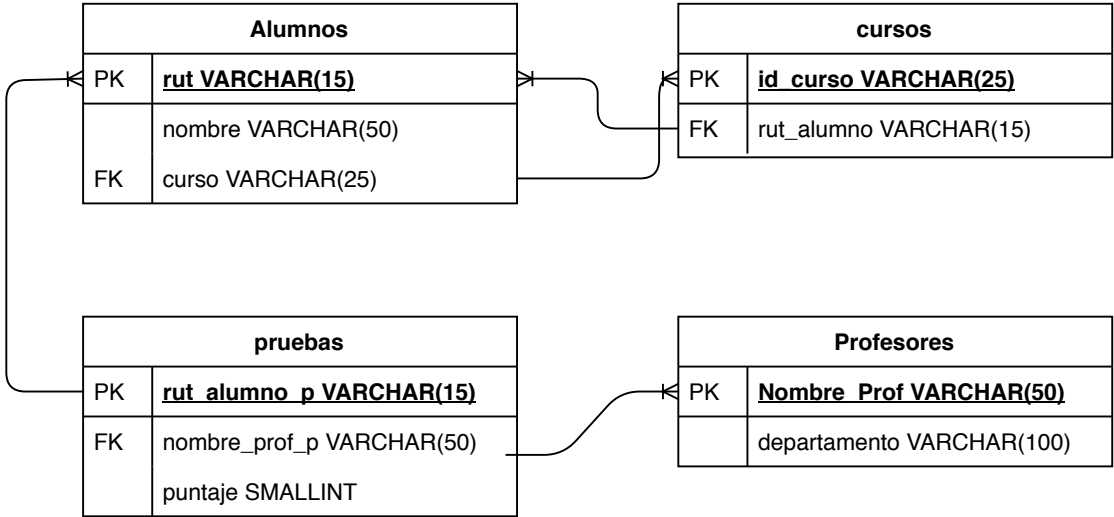 Alumnos
PK rut VARCHAR(15)
nombre VARCHAR(50)
FK curso VARCHAR(25)
cursos
PK id_curso VARCHAR(25)
FK rut_alumno VARCHAR(15)
pruebas
PK rut_alumno_p VARCHAR(15)
FK nombre_prof_p VARCHAR(50)
puntaje SMALLINT
Profesores
PK Nombre_Prof VARCHAR(50)
departamento VARCHAR(100)